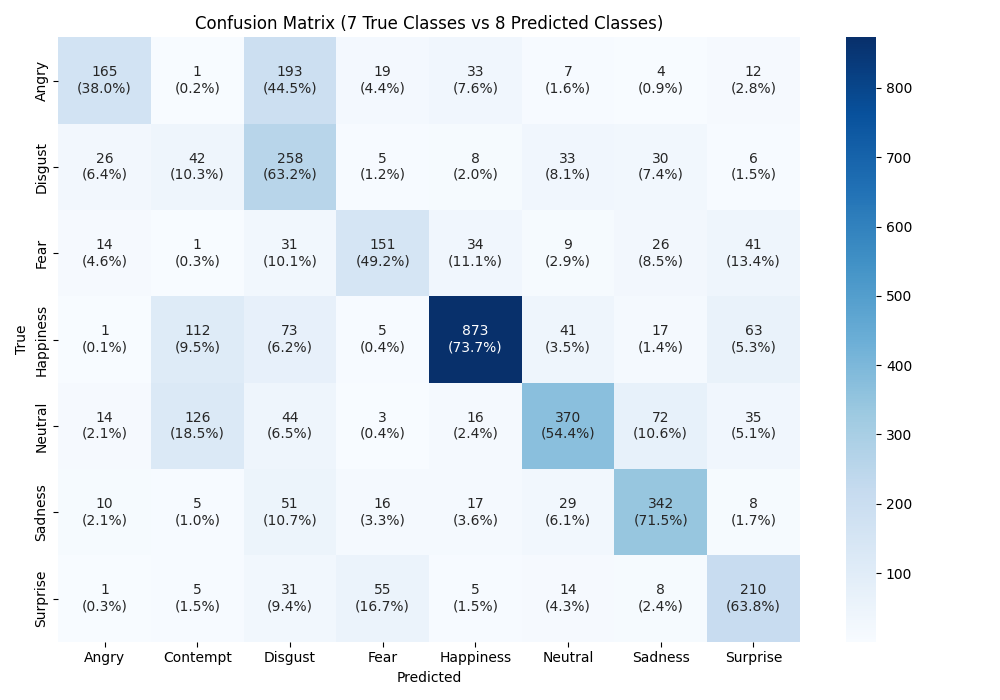 Confusion Matrix (7 True Classes vs 8 Predicted Classes)
Angry 165 1 193 19 33 7 4 12
(38.0%) (0.2%) (44.5%) (4.4%) (7.6%) (1.6%) (0.9%) (2.8%)
Disgust 26 42 258 5 8 33 30 6
(6.4%) (10.3%) (63.2%) (1.2%) (2.0%) (8.1%) (7.4%) (1.5%)
Fear 14 1 31 151 34 9 26 41
(4.6%) (0.3%) (10.1%) (49.2%) (11.1%) (2.9%) (8.5%) (13.4%)
True
Happiness 1 112 73 5 873 41 17 63
(0.1%) (9.5%) (6.2%) (0.4%) (73.7%) (3.5%) (1.4%) (5.3%)
Neutral 14 126 44 3 16 370 72 35
(2.1%) (18.5%) (6.5%) (0.4%) (2.4%) (54.4%) (10.6%) (5.1%)
Sadness 10 5 51 16 17 29 342 8
(2.1%) (1.0%) (10.7%) (3.3%) (3.6%) (6.1%) (71.5%) (1.7%)
Surprise 1 5 31 55 5 14 8 210
(0.3%) (1.5%) (9.4%) (16.7%) (1.5%) (4.3%) (2.4%) (63.8%)
Angry Contempt Disgust Fear Happiness Neutral Sadness Surprise
Predicted
800
700
600
500
400
300
200
100